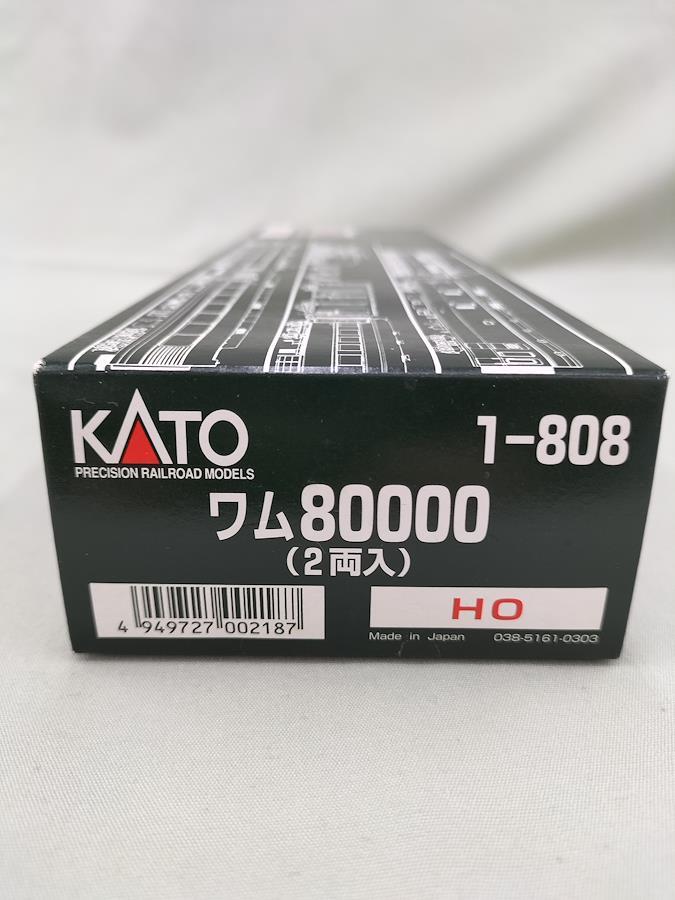 KATO
PRECISION RAILROAD MODELS
1-808
ワム80000
(2両入)
4 949727 002187
HO
Made in Japan 038-5161-0303